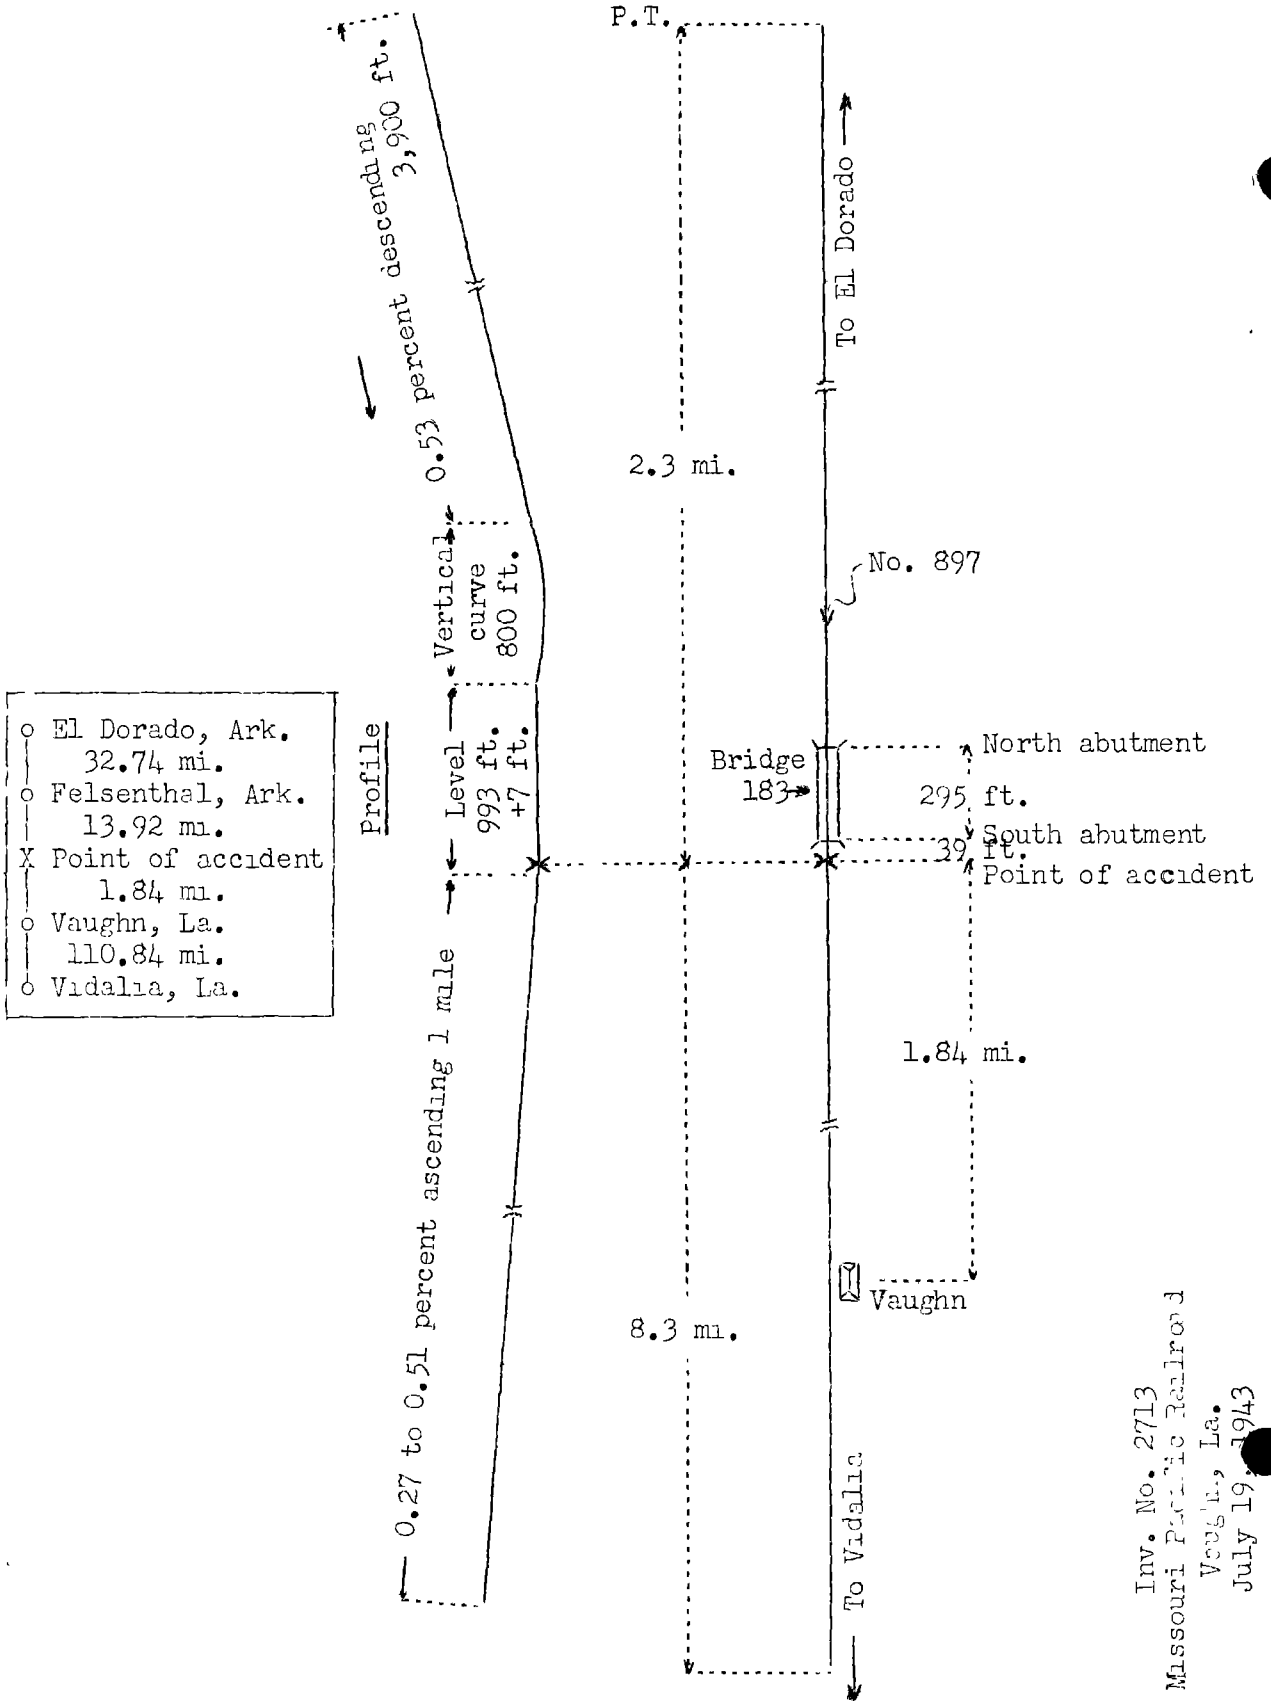 P.T.
0.53 percent descending
3,900 ft.
To El Dorado
2.3 mi.
Vertical
curve
800 ft.
No. 897
El Dorado, Ark.
32.74 mi.
Felsenthal, Ark.
13.92 mi.
X Point of accident
1.84 mi.
Vaughn, La.
110.84 mi.
Vidalia, La.
Profile
Level
993 ft.
+7 ft.
Bridge
183
North abutment
295 ft.
South abutment
39 ft.
Point of accident
0.27 to 0.51 percent ascending 1 mile
1.84 mi.
Vaughn
8.3 mi.
To Vidalia
Inv. No. 2713
Missouri Pacific Railroad
Vaughn, La.
July 19, 1943